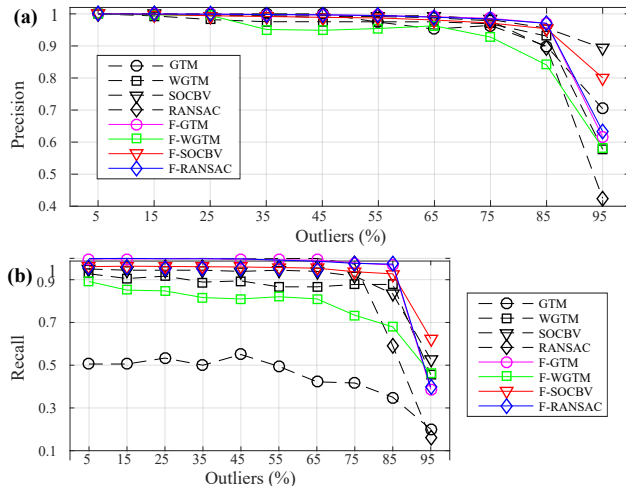 (a)
1
0.9
0.8
0.7
0.6
0.5
0.4
Precision
GTM
WGTM
SOCBV
RANSAC
F-GTM
F-WGTM
F-SOCBV
F-RANSAC
5 15 25 35 45 55 65 75 85 95
Outliers (%)
(b)
0.9
0.7
0.5
0.3
0.1
Recall
5 15 25 35 45 55 65 75 85 95
Outliers (%)
GTM
WGTM
SOCBV
RANSAC
F-GTM
F-WGTM
F-SOCBV
F-RANSAC